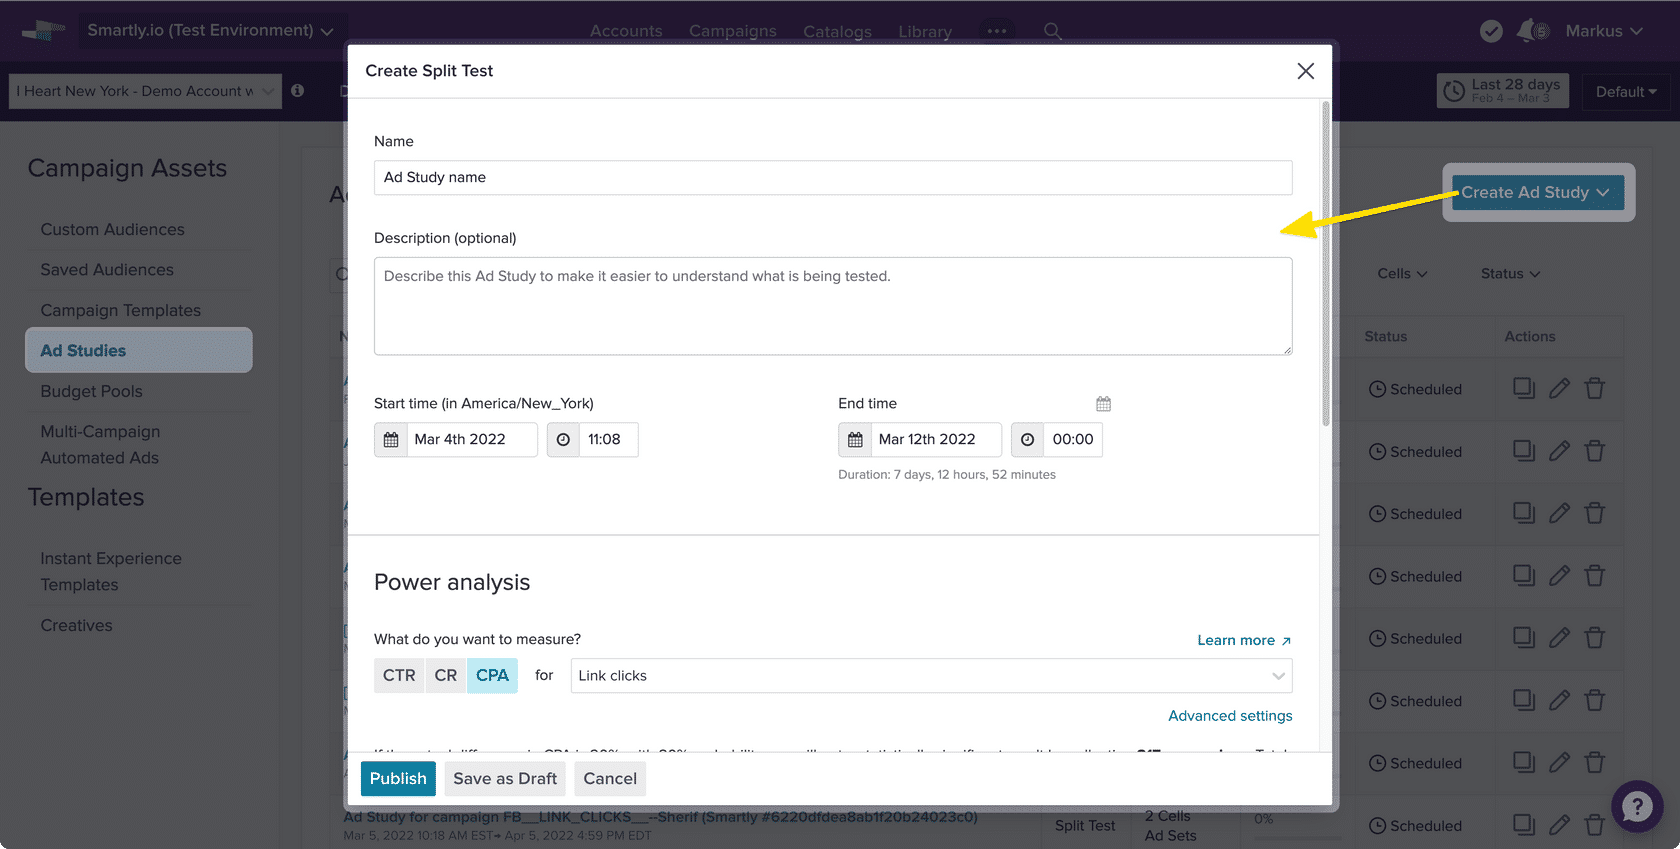 Smartly.io (Test Environment)
Accounts
Campaigns
Catalogs
Library
Markus
I Heart New York - Demo Account w
Last 28 days
Feb 4 – Mar 3
Default
Create Split Test
Name
Ad Study name
Description (optional)
Describe this Ad Study to make it easier to understand what is being tested.
Start time (in America/New_York)
End time
Mar 4th 2022
11:08
Mar 12th 2022
00:00
Duration: 7 days, 12 hours, 52 minutes
Power analysis
What do you want to measure?
Learn more
CTR
CR
CPA
for
Link clicks
Advanced settings
Publish
Save as Draft
Cancel
Campaign Assets
Custom Audiences
Saved Audiences
Campaign Templates
Ad Studies
Budget Pools
Multi-Campaign
Automated Ads
Templates
Instant Experience
Templates
Creatives
Create Ad Study
Cells
Status
Status
Actions
Scheduled
Scheduled
Scheduled
Scheduled
Scheduled
Scheduled
Scheduled
Ad Study for campaign FB__LINK_CLICKS__--Sherif (Smartly #6220dfdea8ab1f20b24023c0)
Mar 5, 2022 10:18 AM EST→ Apr 5, 2022 4:59 PM EDT
Split Test
2 Cells
Ad Sets
0%
Scheduled